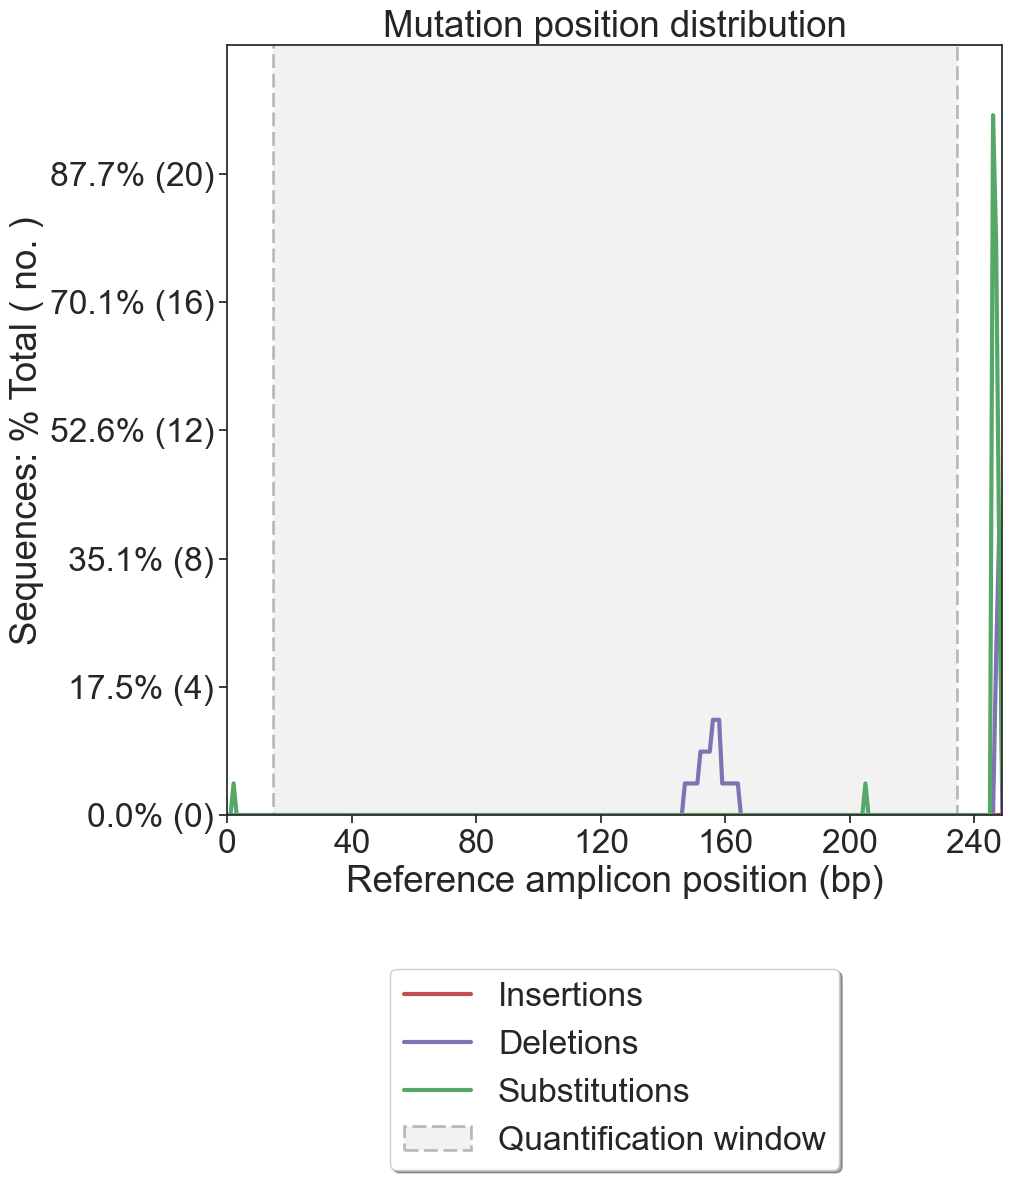 Mutation position distribution
Sequences: % Total ( no. )
87.7% (20)
70.1% (16)
52.6% (12)
35.1% (8)
17.5% (4)
0.0% (0)
0 40 80 120 160 200 240
Reference amplicon position (bp)
Insertions
Deletions
Substitutions
Quantification window